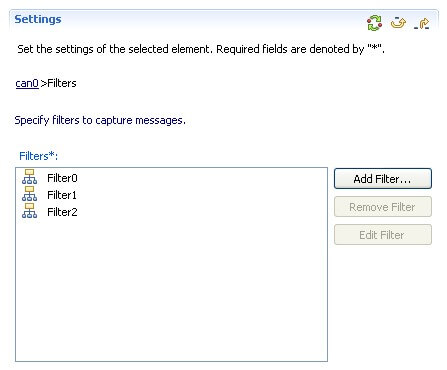 Settings
Set the settings of the selected element. Required fields are denoted by "*".
can0>Filters
Specify filters to capture messages.
Filters*:
Filter0
Filter1
Filter2
Add Filter...
Remove Filter
Edit Filter